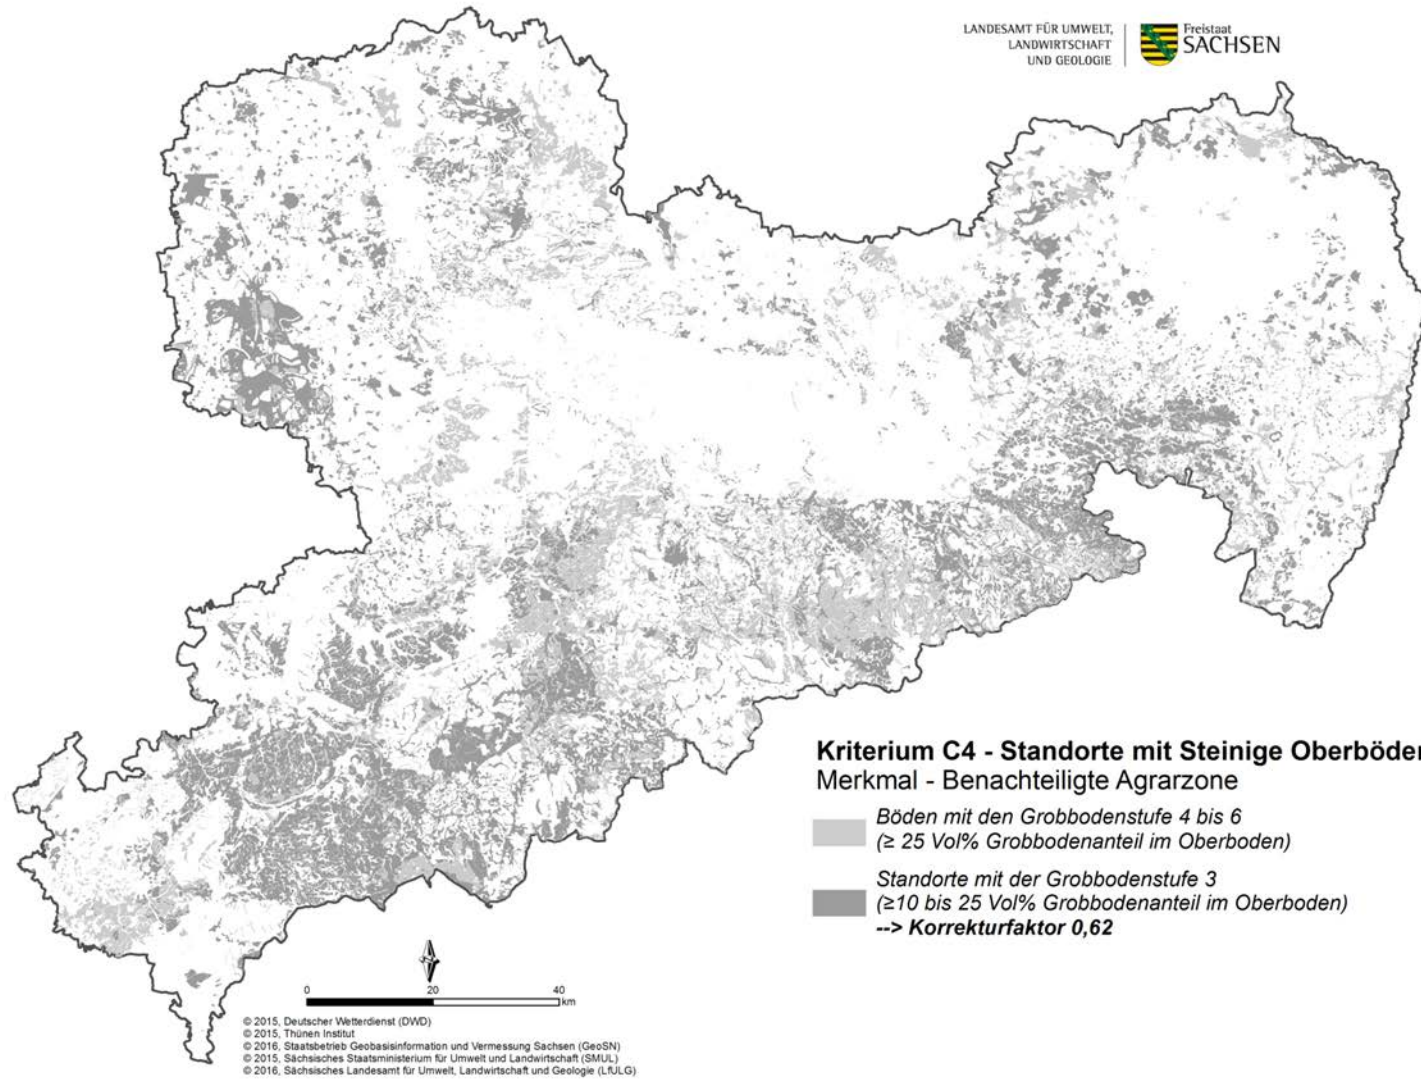 LANDESAMT FÜR UMWELT,
LANDWIRTSCHAFT
UND GEOLOGIE
Freistaat
SACHSEN
Kriterium C4 - Standorte mit Steinige Oberböde
Merkmal - Benachteiligte Agrarzone
Böden mit den Grobbodenstufe 4 bis 6
(≥ 25 Vol% Grobbodenanteil im Oberboden)
Standorte mit der Grobbodenstufe 3
(≥10 bis 25 Vol% Grobbodenanteil im Oberboden)
--> Korrekturfaktor 0,62
0 20 40
km
© 2015, Deutscher Wetterdienst (DWD)
© 2015, Thünen Institut
© 2016, Staatsbetrieb Geobasisinformation und Vermessung Sachsen (GeoSN)
© 2015, Sächsisches Staatsministerium für Umwelt und Landwirtschaft (SMUL)
© 2016, Sächsisches Landesamt für Umwelt, Landwirtschaft und Geologie (LfULG)